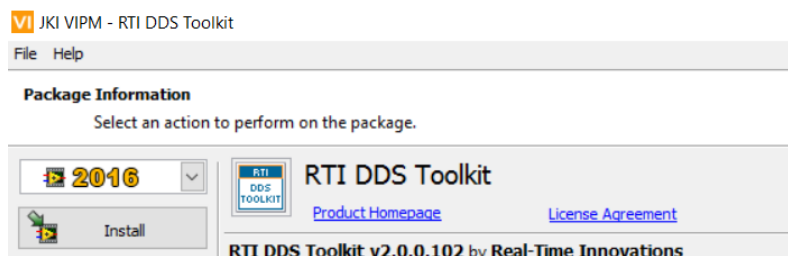 VI JKI VIPM - RTI DDS Toolkit
File Help
Package Information
Select an action to perform on the package.
2016
RTI
DDS
TOOLKIT
RTI DDS Toolkit
Product Homepage License Agreement
Install
RTI DDS Toolkit v2.0.0.102 by Real-Time Innovations